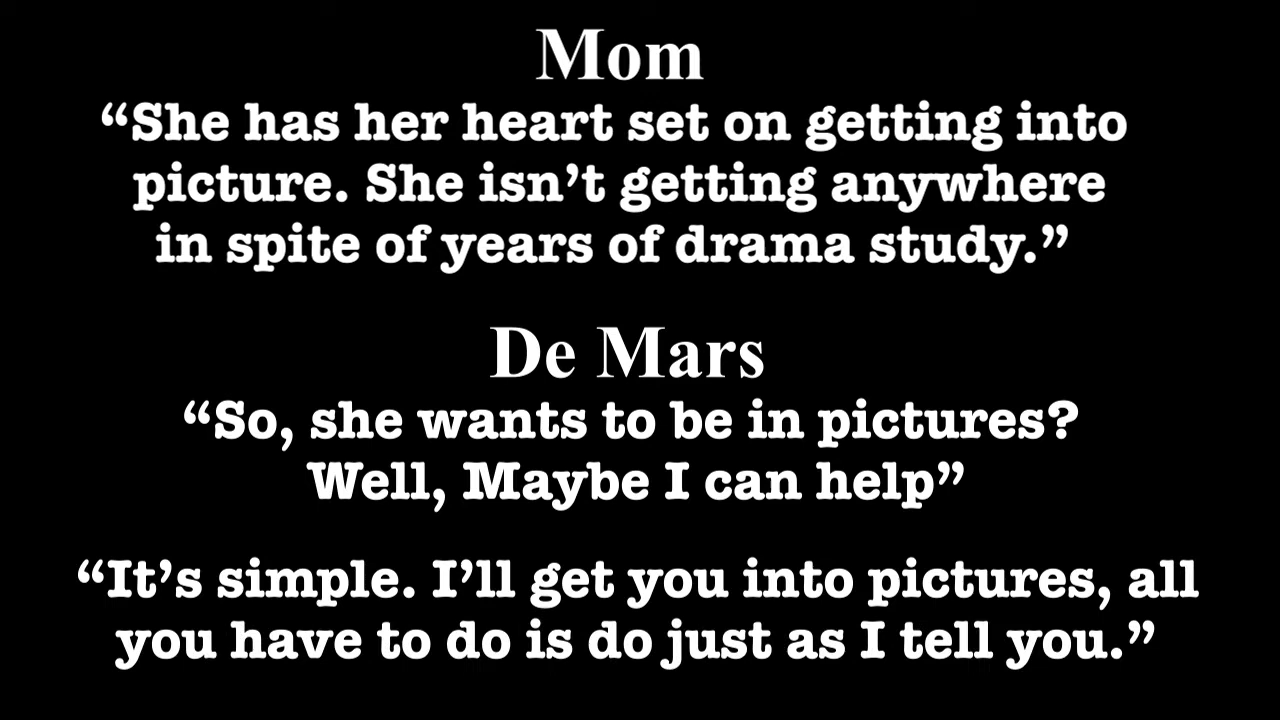 Mom
“She has her heart set on getting into
picture. She isn’t getting anywhere
in spite of years of drama study.”
De Mars
“So, she wants to be in pictures?
Well, Maybe I can help”
“It’s simple. I’ll get you into pictures, all
you have to do is do just as I tell you.”